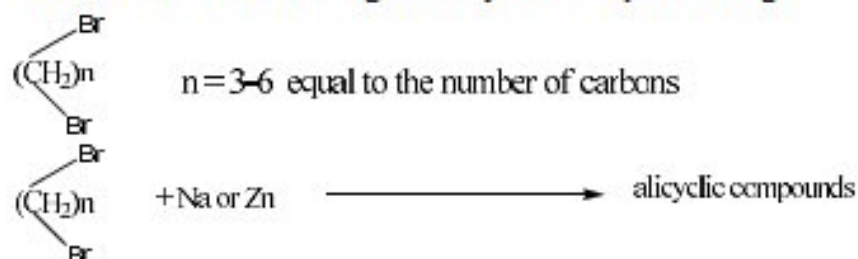 Br
(CH2)n n=3-6 equal to the number of carbons
Br
Br
(CH2)n +Na or Zn alicyclic compounds
Br